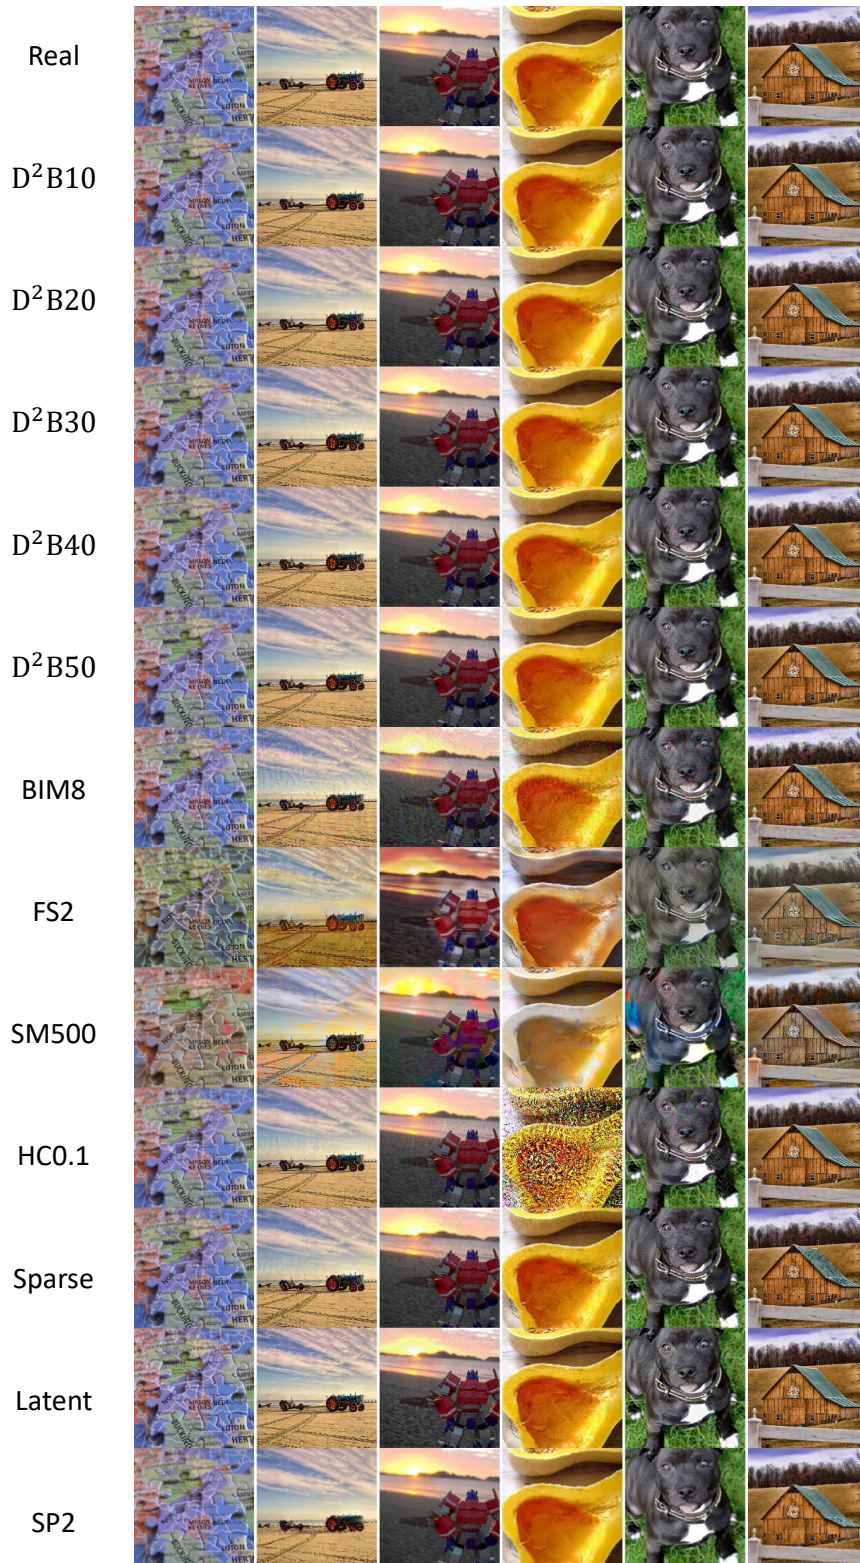 Real
D²B10
D²B20
D²B30
D²B40
D²B50
BIM8
FS2
SM500
HC0.1
Sparse
Latent
SP2